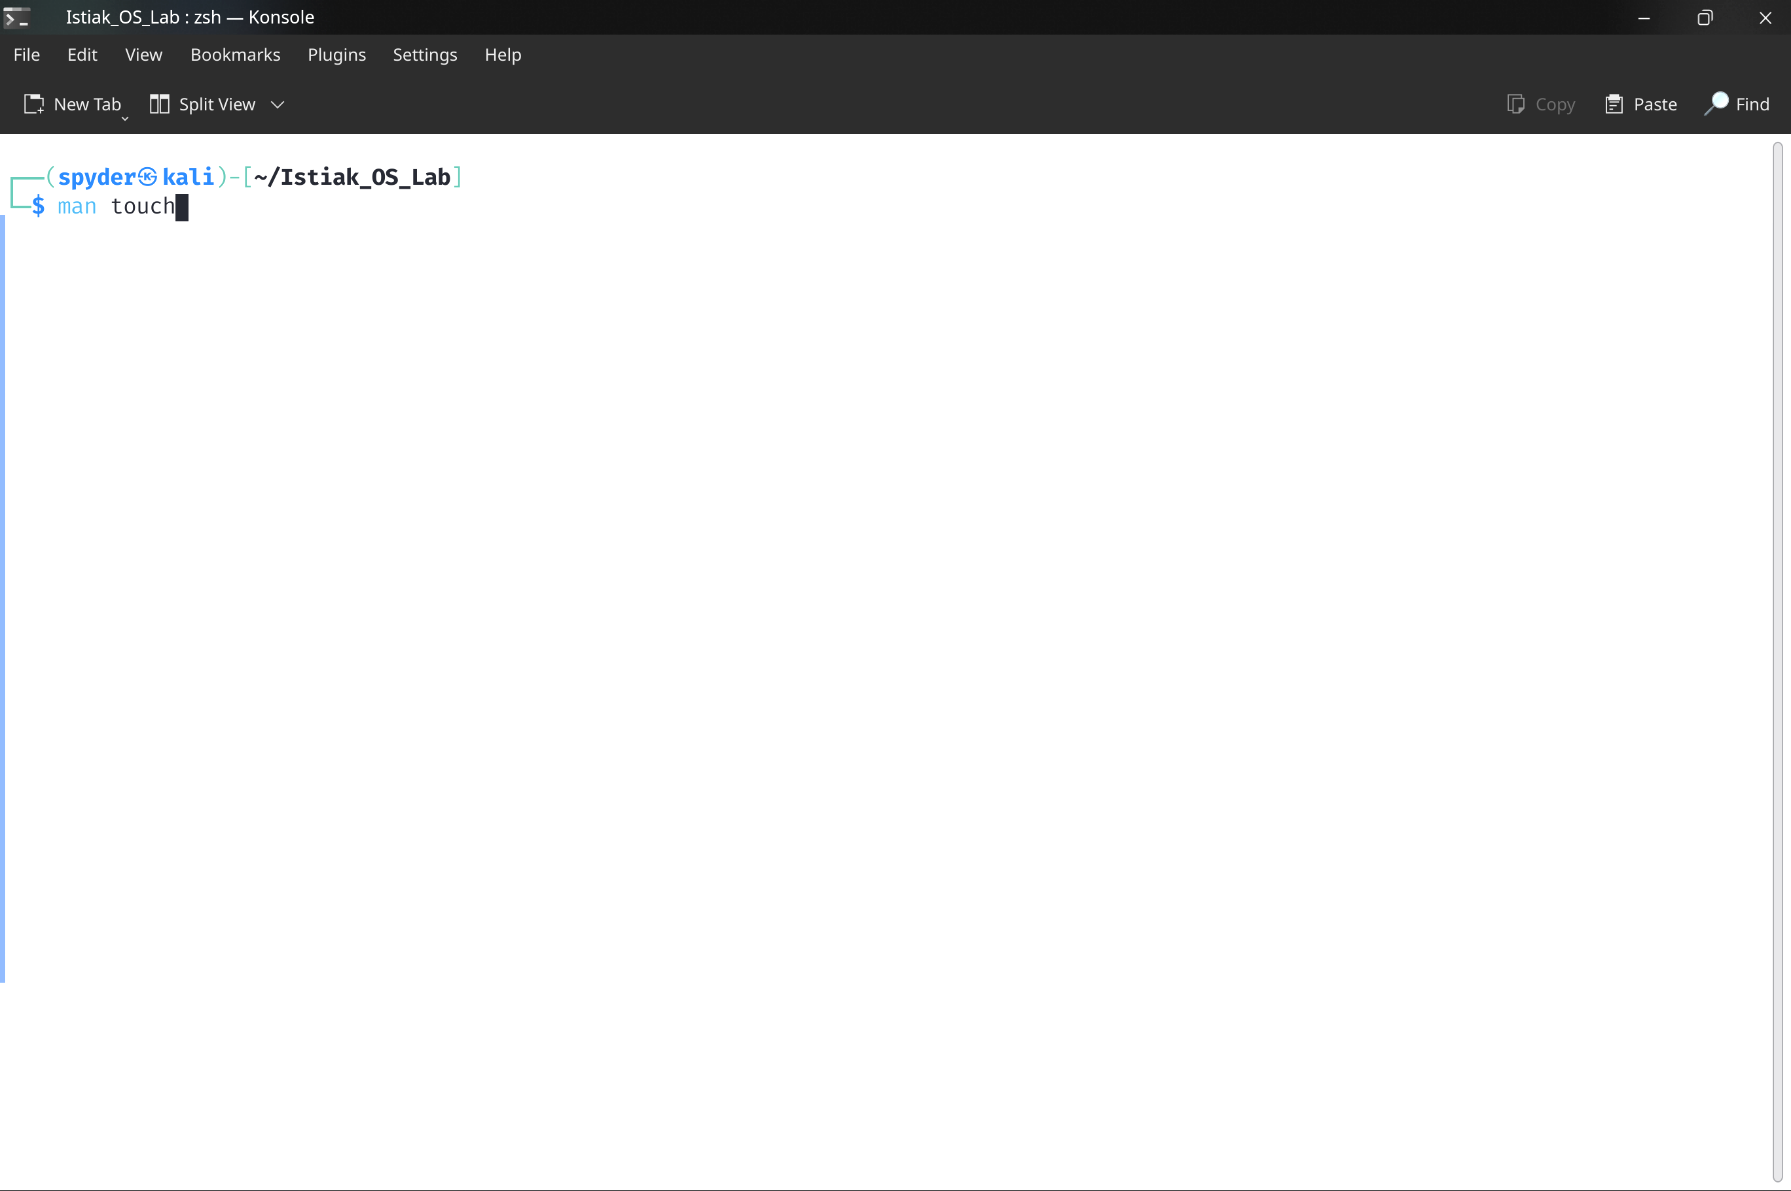 Istiak_OS_Lab : zsh — Konsole
File Edit View Bookmarks Plugins Settings Help
New Tab Split View Copy Paste Find
┌──(spyder㉿kali)-[~/Istiak_OS_Lab]
└─$ man touch